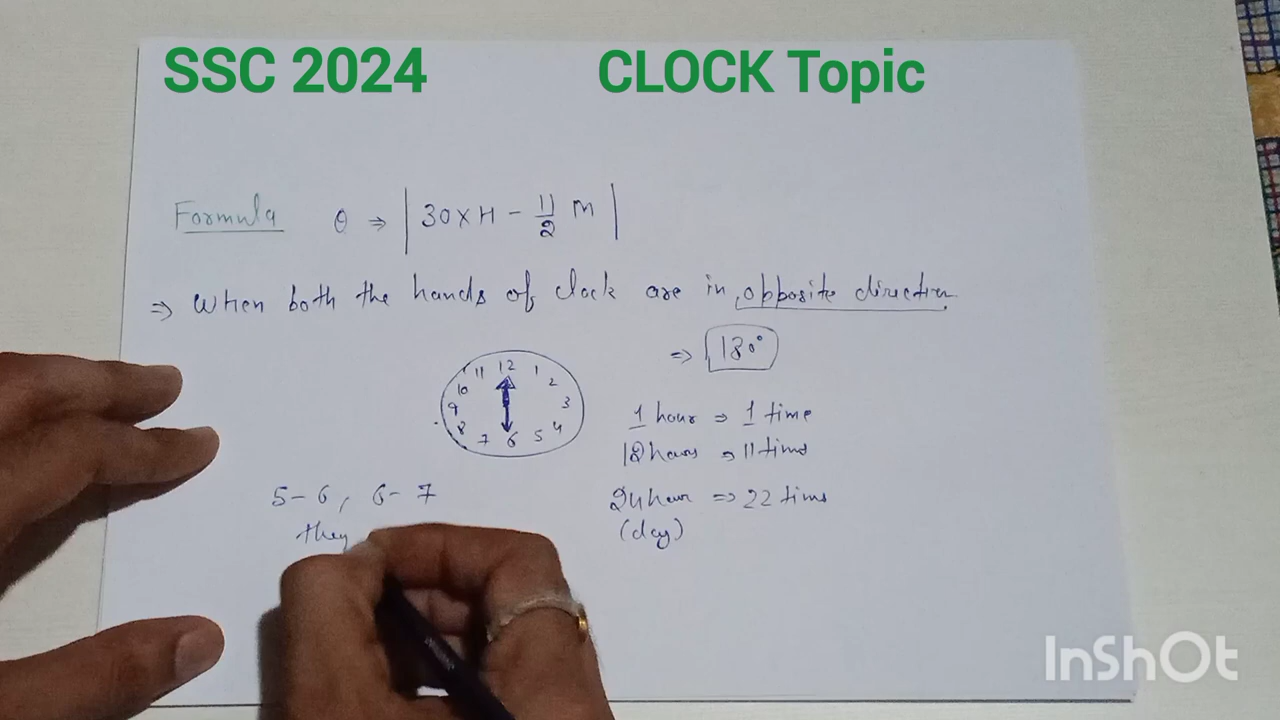 SSC 2024 CLOCK Topic
Formula θ ⇒ |30×H - 11/2 M|
⇒ When both the hands of clock are in opposite direction
⇒ 180°
12 1 2 3 4 5 6 7 8 9 10 11
1 hour ⇒ 1 time
12 hours ⇒ 11 times
5-6, 6-7
24 hour ⇒ 22 times
they
(day)
InShOt